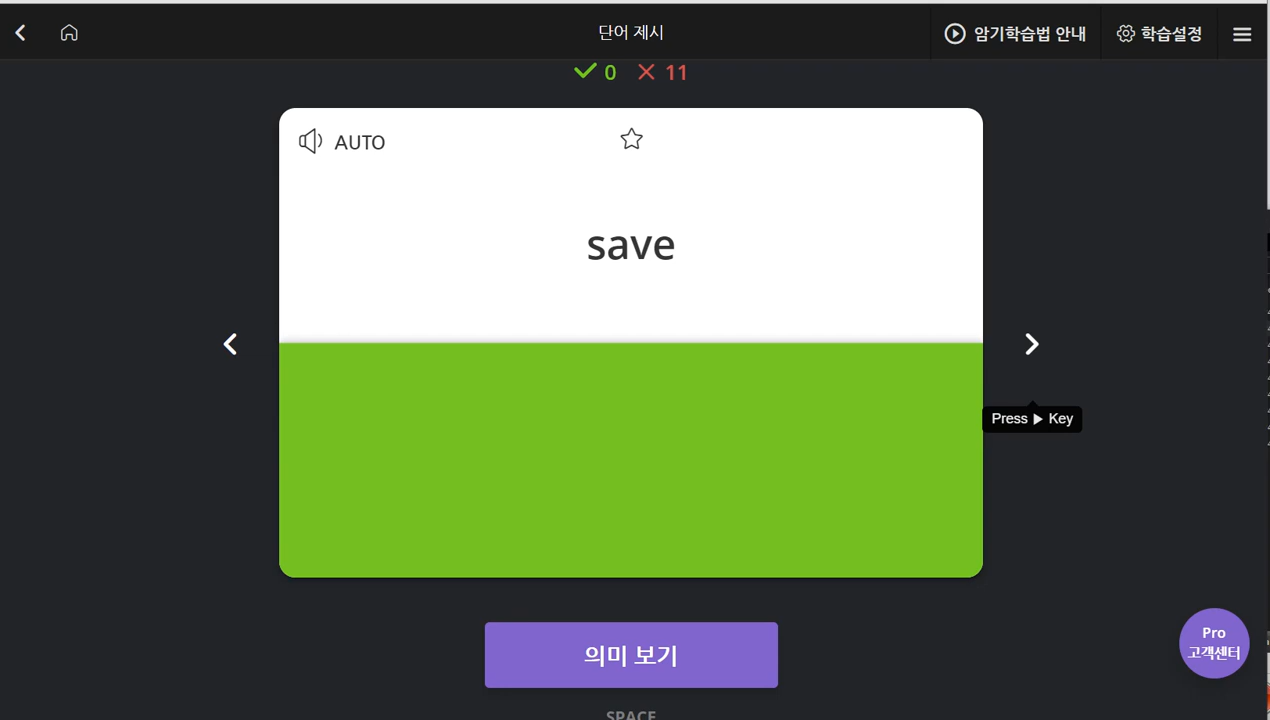 단어 제시
암기학습법 안내
학습설정
0
11
AUTO
save
Press ▶ Key
의미 보기
Pro
고객센터
SPACE